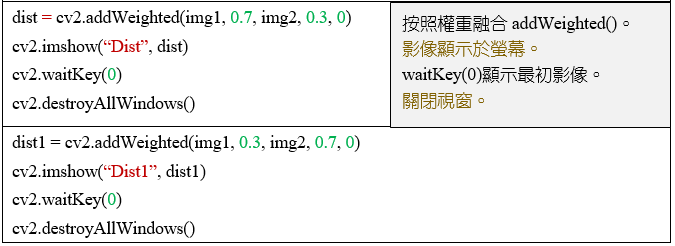 dist = cv2.addWeighted(img1, 0.7, img2, 0.3, 0)
cv2.imshow(“Dist”, dist)
cv2.waitKey(0)
cv2.destroyAllWindows()
按照權重融合 addWeighted()。
影像顯示於螢幕。
waitKey(0)顯示最初影像。
關閉視窗。
dist1 = cv2.addWeighted(img1, 0.3, img2, 0.7, 0)
cv2.imshow(“Dist1”, dist1)
cv2.waitKey(0)
cv2.destroyAllWindows()